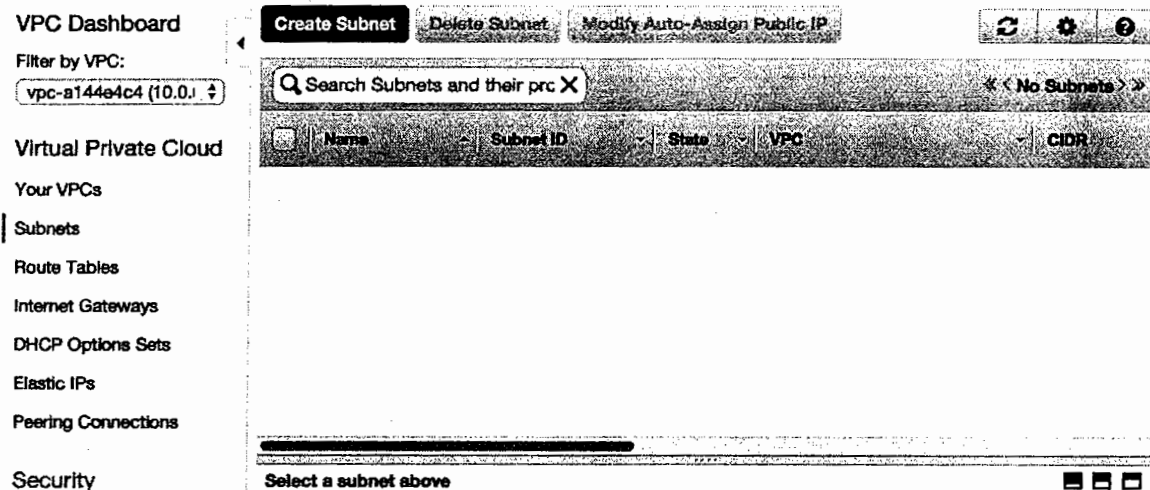 VPC Dashboard
Filter by VPC:
vpc-a144e4c4 (10.0.
Virtual Private Cloud
Your VPCs
Subnets
Route Tables
Internet Gateways
DHCP Options Sets
Elastic IPs
Peering Connections
Security
Create Subnet Delete Subnet Modify Auto-Assign Public IP
Search Subnets and their prc X
« < No Subnets > »
Name Subnet ID State VPC CIDR
Select a subnet above